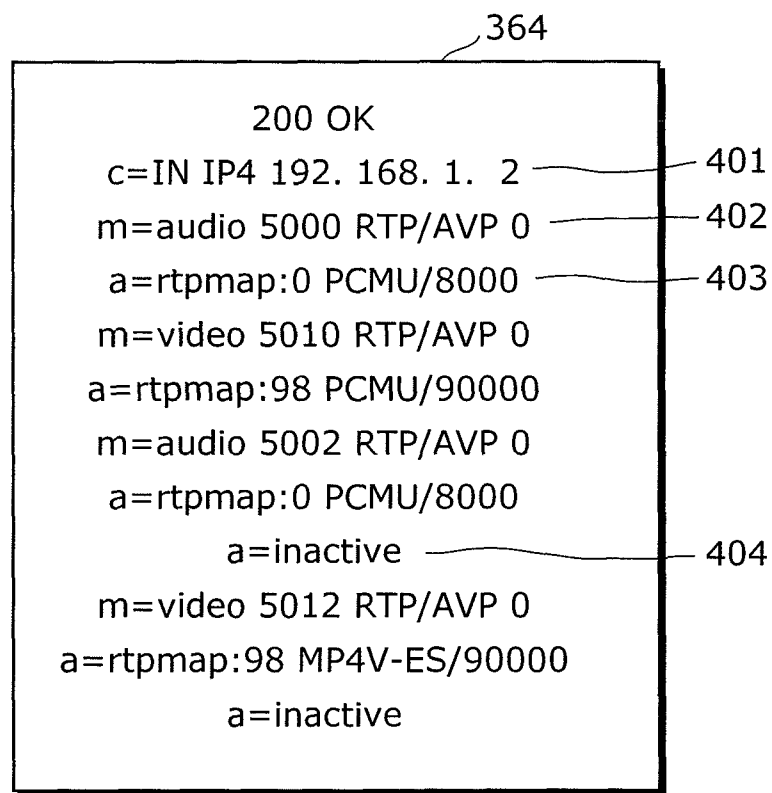 364
200 OK
c=IN IP4 192. 168. 1. 2 401
m=audio 5000 RTP/AVP 0 402
a=rtpmap:0 PCMU/8000 403
m=video 5010 RTP/AVP 0
a=rtpmap:98 PCMU/90000
m=audio 5002 RTP/AVP 0
a=rtpmap:0 PCMU/8000
a=inactive 404
m=video 5012 RTP/AVP 0
a=rtpmap:98 MP4V-ES/90000
a=inactive